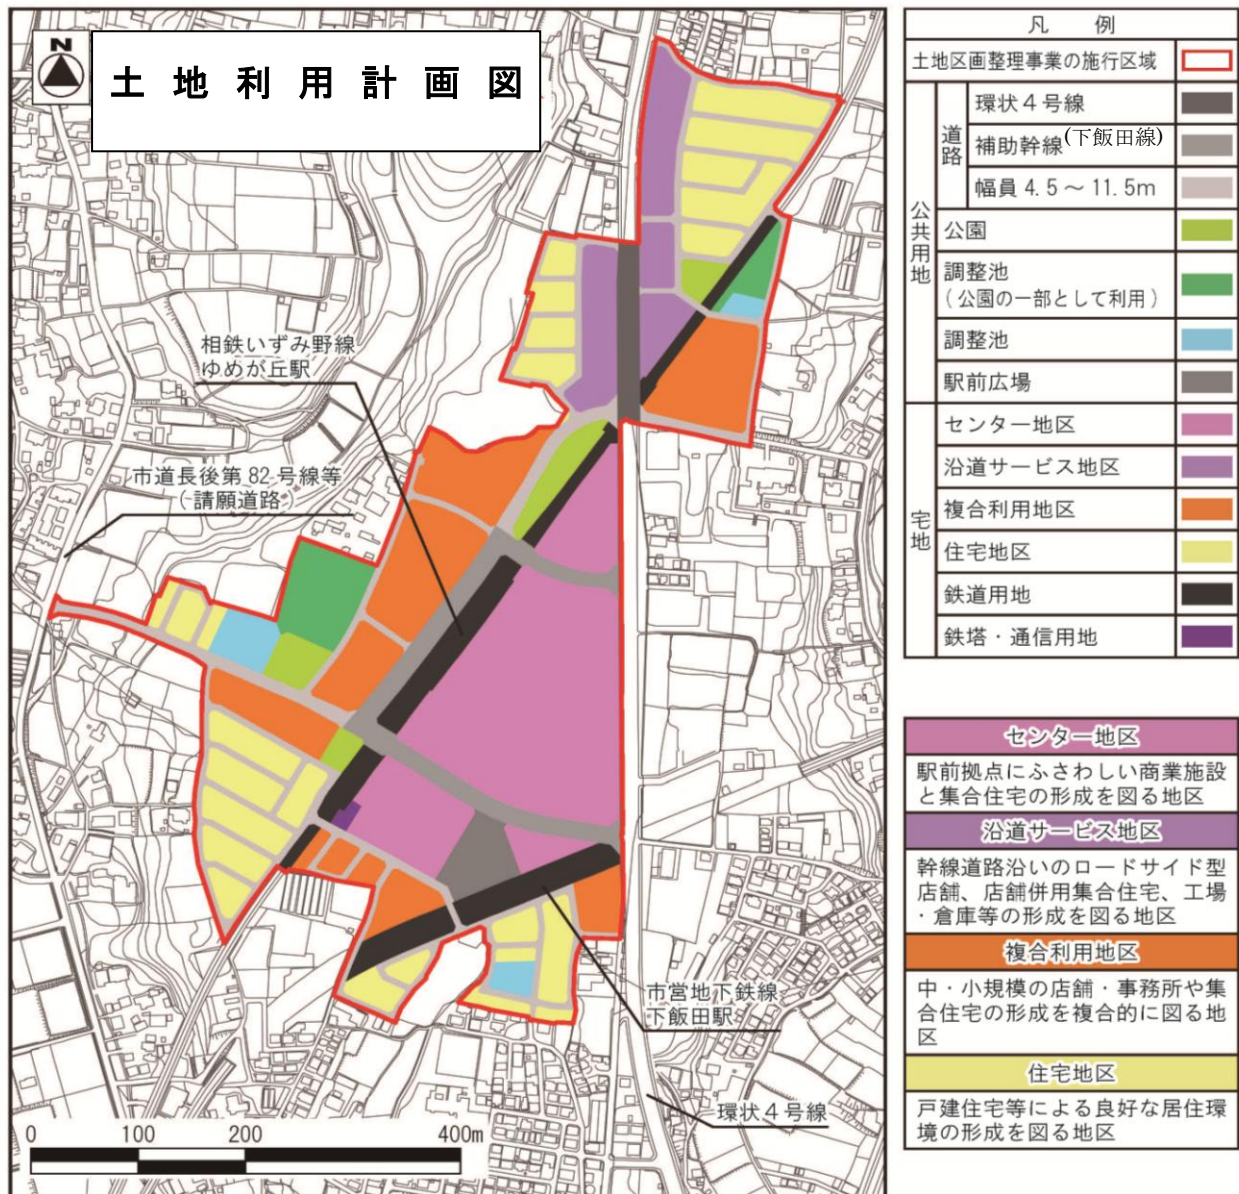 N
土地利用計画図
相鉄いずみ野線
ゆめが丘駅
市道長後第82号線等
(請願道路)
市営地下鉄線
下飯田駅
環状4号線
0 100 200 400m
凡 例
土地区画整理事業の施行区域
公共用地
道路
環状4号線
補助幹線(下飯田線)
幅員4.5～11.5m
公園
調整池
(公園の一部として利用)
調整池
駅前広場
宅地
センター地区
沿道サービス地区
複合利用地区
住宅地区
鉄道用地
鉄塔・通信用地
センター地区
駅前拠点にふさわしい商業施設
と集合住宅の形成を図る地区
沿道サービス地区
幹線道路沿いのロードサイド型
店舗、店舗併用集合住宅、工場
・倉庫等の形成を図る地区
複合利用地区
中・小規模の店舗・事務所や集
合住宅の形成を複合的に図る地
区
住宅地区
戸建住宅等による良好な居住環
境の形成を図る地区